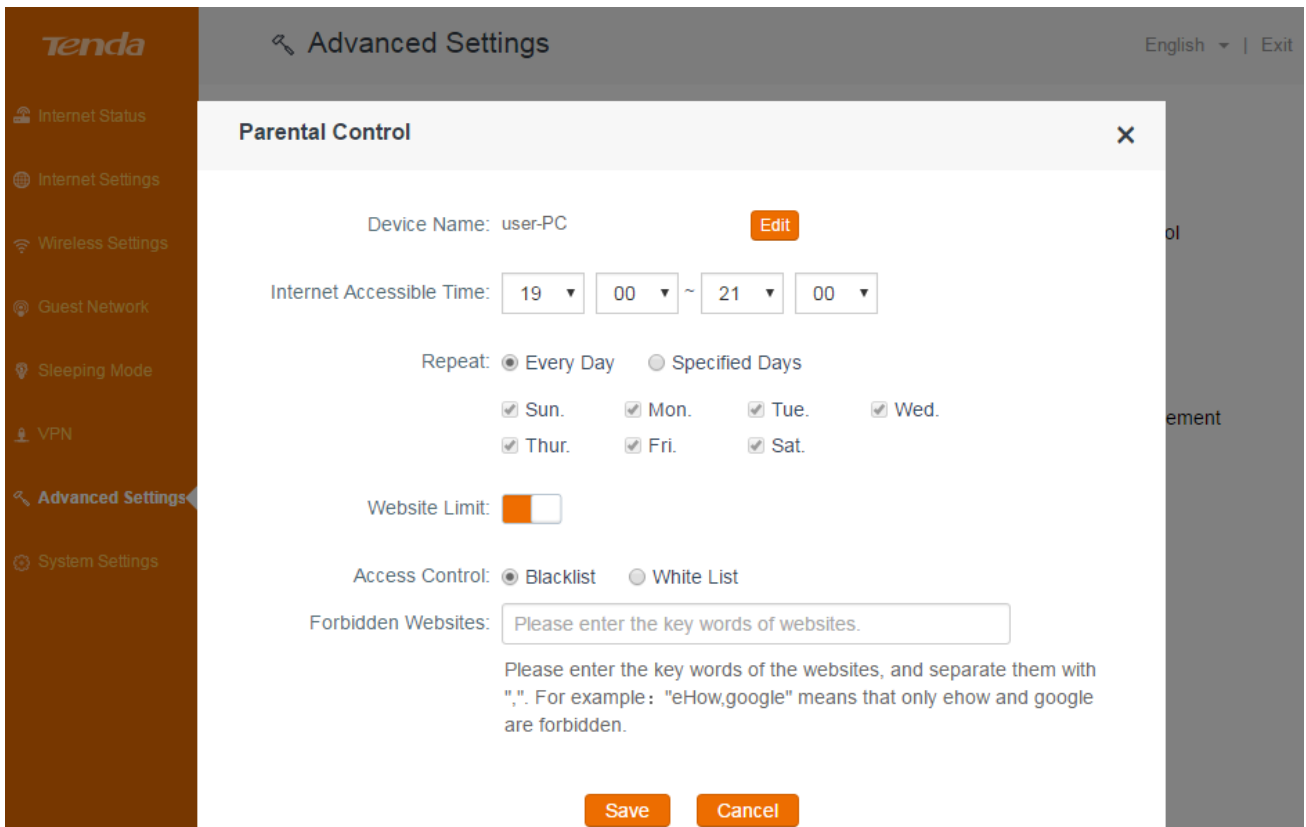 Tenda
Advanced Settings
English | Exit
Internet Status
Internet Settings
Wireless Settings
Guest Network
Sleeping Mode
VPN
Advanced Settings
System Settings
Parental Control
×
Device Name: user-PC Edit
ol
Internet Accessible Time: 19 00 ~ 21 00
Repeat: Every Day Specified Days
Sun. Mon. Tue. Wed.
ement
Thur. Fri. Sat.
Website Limit:
Access Control: Blacklist White List
Forbidden Websites: Please enter the key words of websites.
Please enter the key words of the websites, and separate them with
",". For example："eHow,google" means that only ehow and google
are forbidden.
Save Cancel